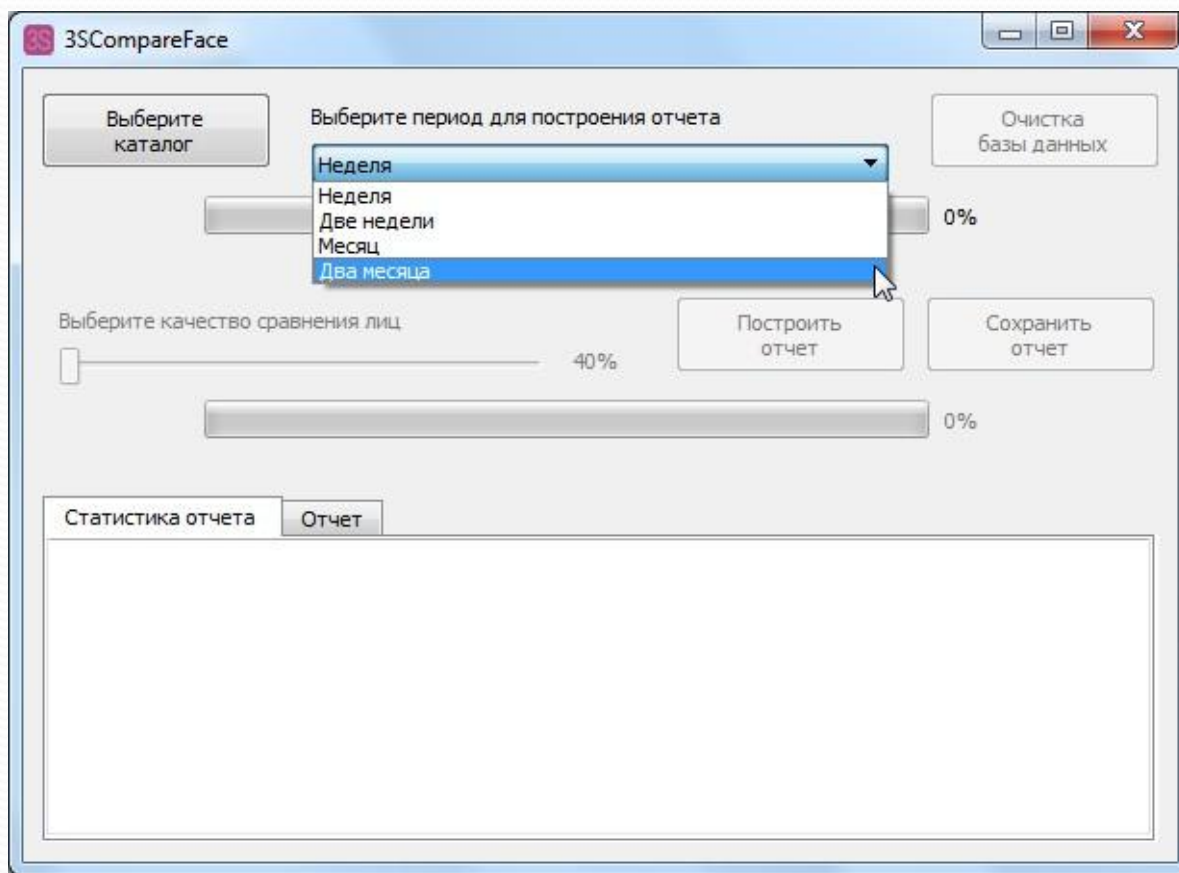 3S 3SCompareFace
Выберите
каталог
Выберите период для построения отчета
Очистка
базы данных
Неделя
Неделя
Две недели
Месяц
Два месяца
0%
Выберите качество сравнения лиц
40%
Построить
отчет
Сохранить
отчет
0%
Статистика отчета
Отчет